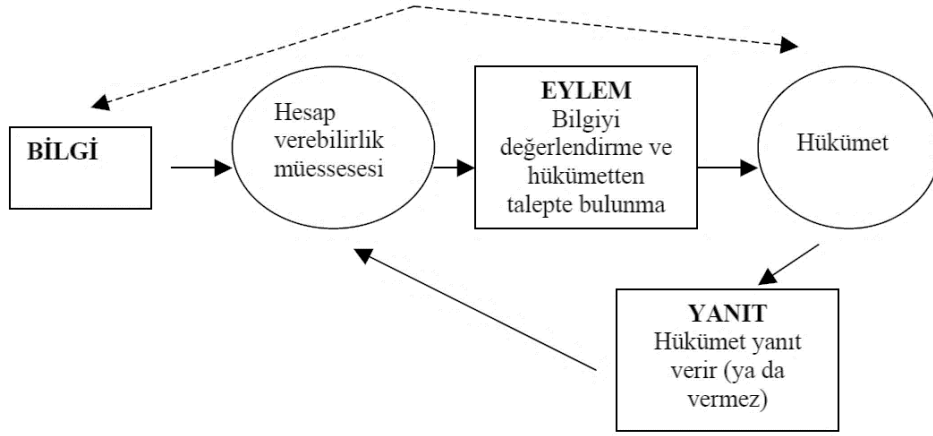 BİLGİ
Hesap
verebilirlik
müessesesi
EYLEM
Bilgiyi
değerlendirme ve
hükümetten
talepte bulunma
Hükümet
YANIT
Hükümet yanıt
verir (ya da
vermez)